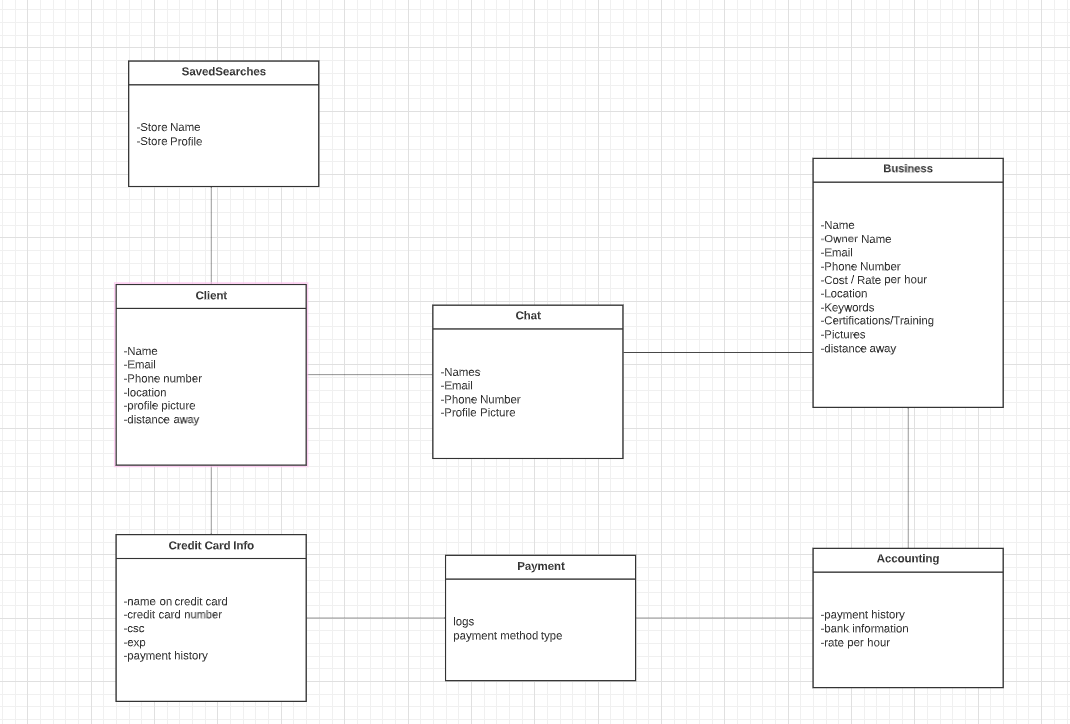 SavedSearches
-Store Name
-Store Profile
Business
-Name
-Owner Name
-Email
-Phone Number
-Cost / Rate per hour
-Location
-Keywords
-Certifications/Training
-Pictures
-distance away
Client
-Name
-Email
-Phone number
-location
-profile picture
-distance away
Chat
-Names
-Email
-Phone Number
-Profile Picture
Credit Card Info
-name on credit card
-credit card number
-csc
-exp
-payment history
Payment
logs
payment method type
Accounting
-payment history
-bank information
-rate per hour